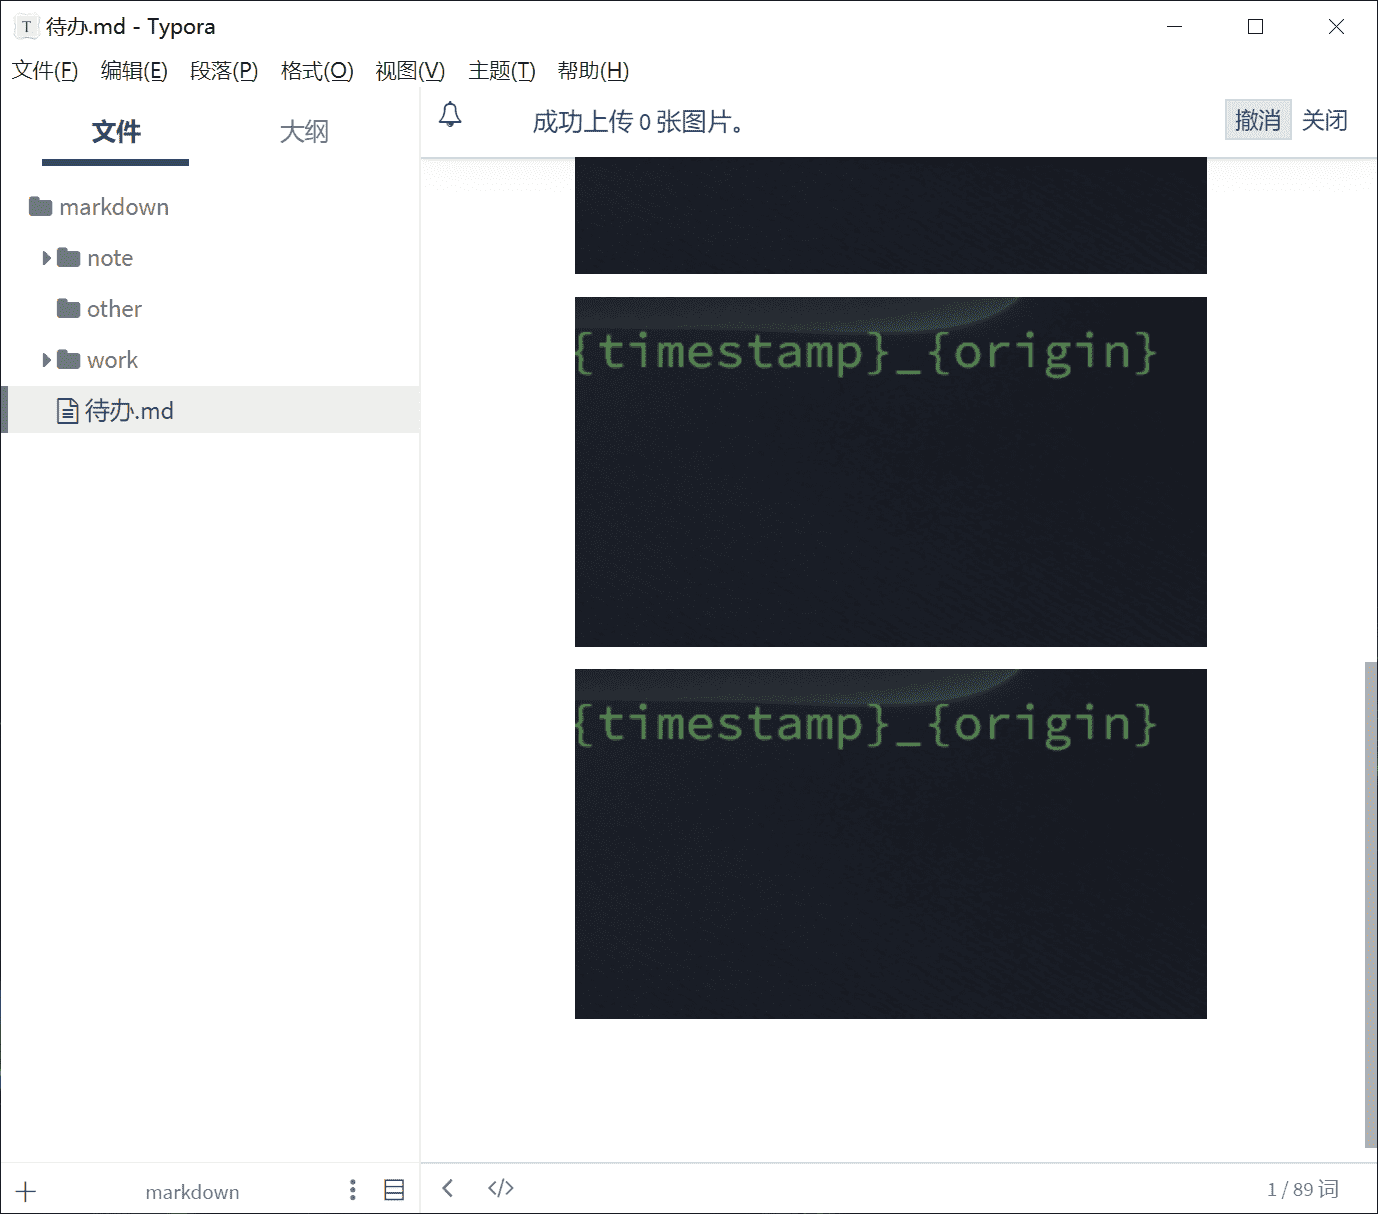 T 待办.md - Typora
文件(F) 编辑(E) 段落(P) 格式(O) 视图(V) 主题(T) 帮助(H)
文件 大纲
markdown
note
other
work
待办.md
成功上传 0 张图片。 撤消 关闭
{timestamp}_{origin}
{timestamp}_{origin}
markdown
</> 1 / 89 词